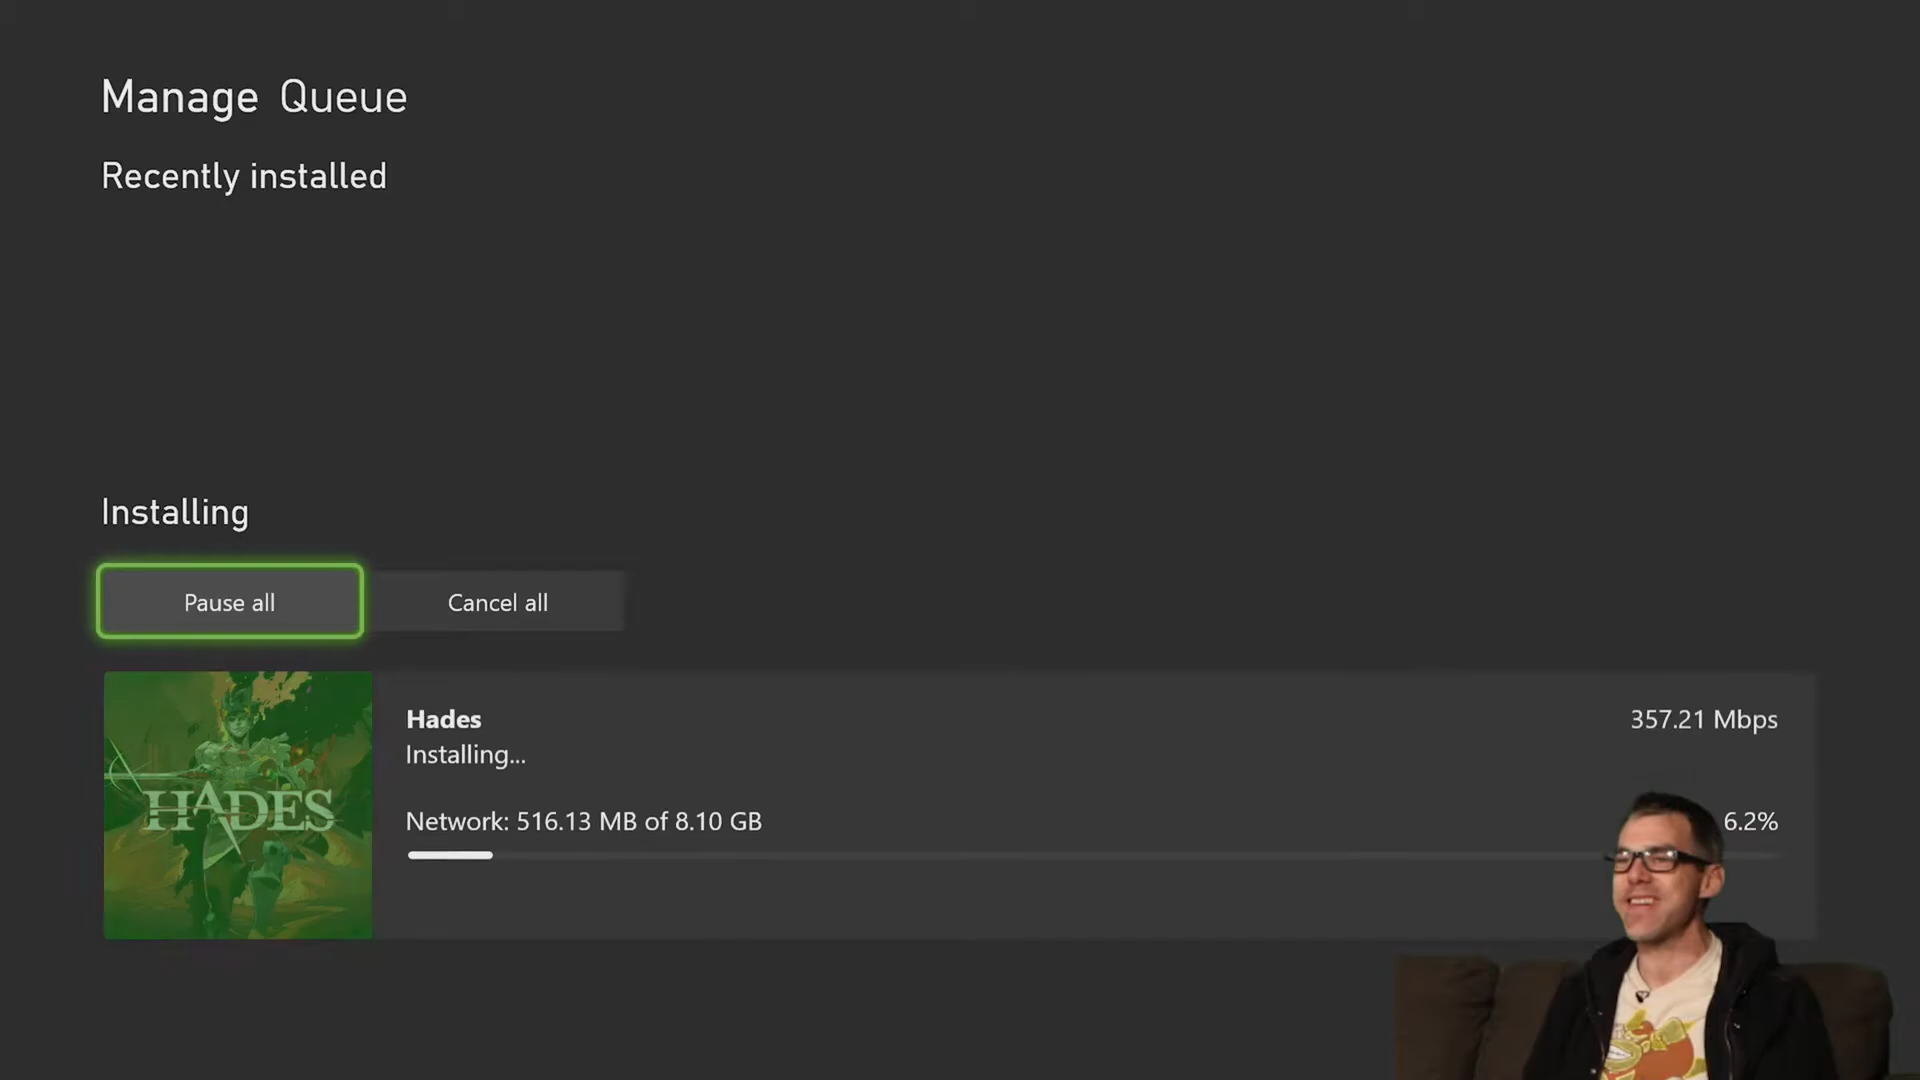 Manage Queue
Recently installed
Installing
Pause all
Cancel all
HADES
Hades
357.21 Mbps
Installing...
Network: 516.13 MB of 8.10 GB
6.2%